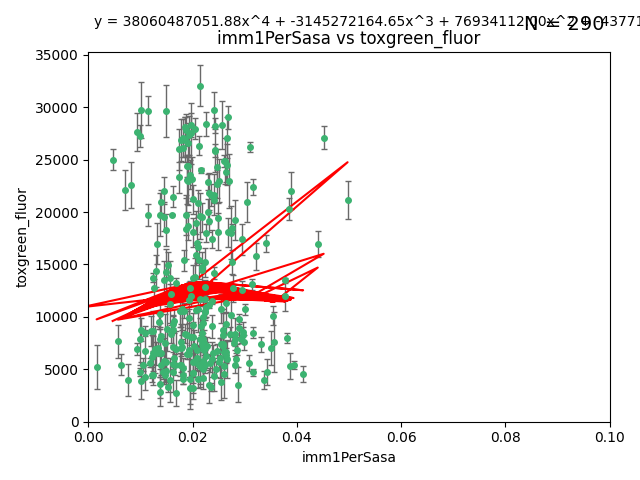 y = 38060487051.88x^4 + -3145272164.65x^3 + 76934112
N = 290
imm1PerSasa vs toxgreen_fluor
35000
30000
25000
20000
15000
10000
5000
0
toxgreen_fluor
0.00 0.02 0.04 0.06 0.08 0.10
imm1PerSasa